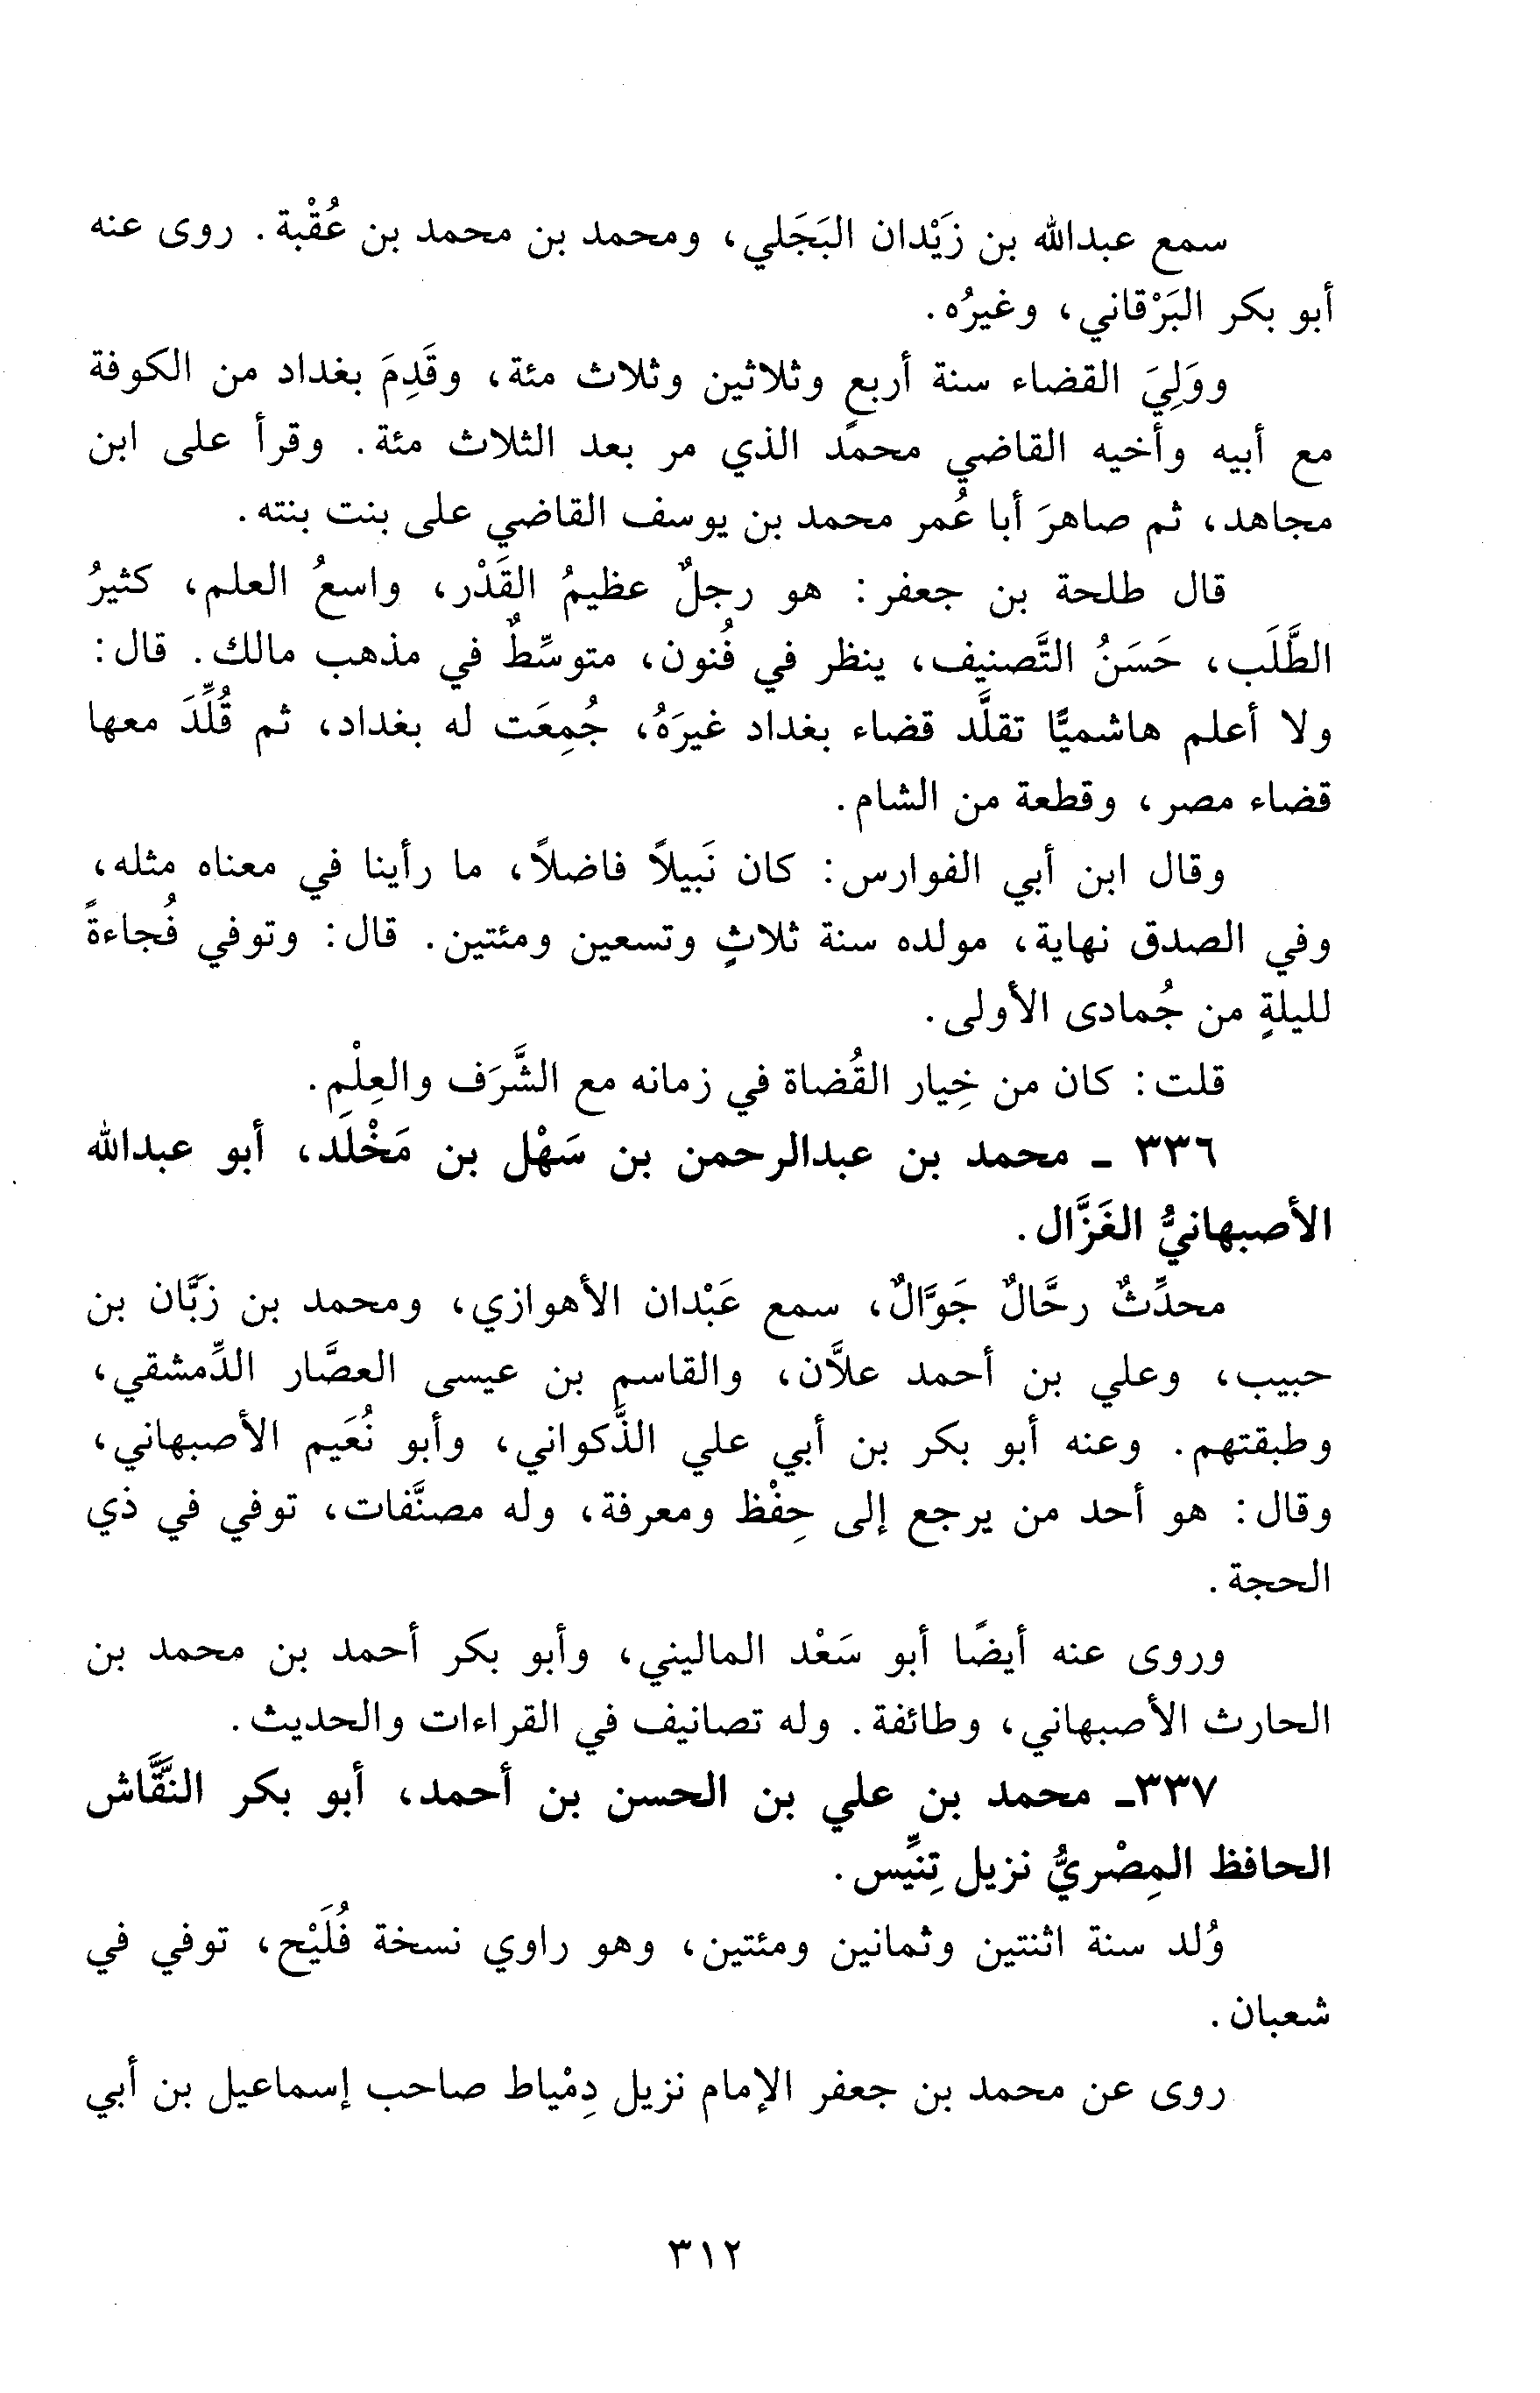 سمع عبدالله بن زَيْدان البَجَلي، ومحمد بن محمد بن عُقْبة. روى عنه
أبو بكر البَرْقاني، وغيرُه.
ووَلِيَ القضاء سنة أربعٍ وثلاثين وثلاث مئة، وقَدِمَ بغداد من الكوفة
مع أبيه وأخيه القاضي محمد الذي مر بعد الثلاث مئة. وقرأ على ابن
مجاهد، ثم صاهرَ أبا عُمر محمد بن يوسف القاضي على بنت بنته.
قال طلحة بن جعفر: هو رجلٌ عظيمُ القَدْر، واسعُ العلم، كثيرُ
الطَّلَب، حَسَنُ التَّصنيف، ينظر في فُنون، متوسِّطٌ في مذهب مالك. قال:
ولا أعلم هاشميًّا تقلَّد قضاء بغداد غيرَهُ، جُمِعَت له بغداد، ثم قُلِّدَ معها
قضاء مصر، وقطعة من الشام.
وقال ابن أبي الفوارس: كان نَبيلاً فاضلاً، ما رأينا في معناه مثله،
وفي الصدق نهاية، مولده سنة ثلاثٍ وتسعين ومئتين. قال: وتوفي فُجاءةً
لليلةٍ من جُمادى الأولى.
قلت: كان من خِيار القُضاة في زمانه مع الشَّرَف والعِلْم.
٣٣٦ - محمد بن عبدالرحمن بن سَهْل بن مَخْلَد، أبو عبدالله
الأصبهانيُّ الغَزَّال.
محدِّثٌ رحَّالٌ جَوَّالٌ، سمع عَبْدان الأهوازي، ومحمد بن زَبَّان بن
حبيب، وعلي بن أحمد علاَّن، والقاسم بن عيسى العصَّار الدِّمشقي،
وطبقتهم. وعنه أبو بكر بن أبي علي الذَّكواني، وأبو نُعَيم الأصبهاني،
وقال: هو أحد من يرجع إلى حِفْظ ومعرفة، وله مصنَّفات، توفي في ذي
الحجة.
وروى عنه أيضًا أبو سَعْد الماليني، وأبو بكر أحمد بن محمد بن
الحارث الأصبهاني، وطائفة. وله تصانيف في القراءات والحديث.
٣٣٧- محمد بن علي بن الحسن بن أحمد، أبو بكر النقَّاش
الحافظ المِصْريُّ نزيل تِنِّيس.
وُلد سنة اثنتين وثمانين ومئتين، وهو راوي نسخة فُلَيْح، توفي في
شعبان.
روى عن محمد بن جعفر الإمام نزيل دِمْياط صاحب إسماعيل بن أبي
٣١٢